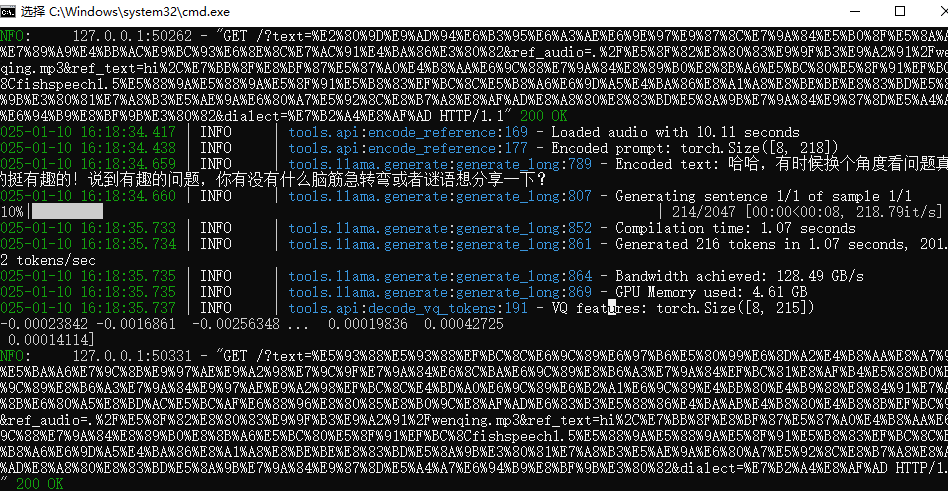 选择 C:\Windows\system32\cmd.exe
NFO:     127.0.0.1:50262 - "GET /?text=%E2%80%9D%E9%AD%94%E6%B3%95%E6%A3%AE%E6%9E%97%E9%87%8C%E7%9A%84%E5%B0%8F%E5%8A%A
%E7%89%A9%E4%BB%AC%E9%83%BC%E7%AC%91%E4%BA%86%E3%80%82&ref_audio=.%2F%E5%8F%82%E8%80%83%E9%9F%B3%E9%A2%91%2Fwe
qing.mp3&ref_text=hi%2C%E7%BB%8F%E8%BF%87%E5%87%A0%E4%B8%AA%E6%9C%88%E7%9A%84%E8%89%B0%E8%8B%A6%E5%BC%80%E5%8F%91%EF%BC
8Cfishspeech1.5%E5%88%9A%E5%8F%91%E5%B8%83%EF%BC%8C%E5%B8%A6%E6%9D%A5%E4%BA%86%E8%A1%A8%E8%BE%BE%E8%83%BD%E5
%9B%E3%80%81%E7%A8%B3%E5%AE%9A%E6%80%A7%E5%92%8C%E8%B7%A8%E8%AF%AD%E8%A8%80%E8%83%BD%E5%8A%9B%E7%9A%84%E9%87%8D%E5%A4
%E6%94%B9%E8%BF%9B%E3%80%82&dialect=%E7%B2%A4%E8%AF%AD HTTP/1.1" 200 OK
025-01-10 16:18:34.417 | INFO     | tools.api:encode_reference:169 - Loaded audio with 10.11 seconds
025-01-10 16:18:34.438 | INFO     | tools.api:encode_reference:177 - Encoded prompt: torch.Size([8, 218])
025-01-10 16:18:34.659 | INFO     | tools.llama.generate:generate_long:789 - Encoded text: 哈哈，有时候换个角度看问题真
的挺有趣的！说到有趣的问题，你有没有什么脑筋急转弯或者谜语想分享一下？
025-01-10 16:18:34.660 | INFO     | tools.llama.generate:generate_long:807 - Generating sentence 1/1 of sample 1/1
10%| | 214/2047 [00:00<00:08, 218.79it/s]
025-01-10 16:18:35.733 | INFO     | tools.llama.generate:generate_long:852 - Compilation time: 1.07 seconds
025-01-10 16:18:35.734 | INFO     | tools.llama.generate:generate_long:861 - Generated 216 tokens in 1.07 seconds, 201.
2 tokens/sec
025-01-10 16:18:35.735 | INFO     | tools.llama.generate:generate_long:864 - Bandwidth achieved: 128.49 GB/s
025-01-10 16:18:35.735 | INFO     | tools.llama.generate:generate_long:869 - GPU Memory used: 4.61 GB
025-01-10 16:18:35.737 | INFO     | tools.api:decode_vq_tokens:191 - VQ features: torch.Size([8, 215])
-0.00023842 -0.0016861  -0.00256348 ...  0.00019836  0.00042725
 0.00014114]
NFO:     127.0.0.1:50331 - "GET /?text=%E5%93%88%E5%93%88%EF%BC%8C%E6%9C%89%E6%97%B6%E5%80%99%E6%8D%A2%E4%B8%AA%E8%A7%9
%E5%BA%A6%E7%9C%8B%E9%97%AE%E9%A2%98%E7%9C%9F%E7%9A%84%E6%8C%BA%E6%9C%89%E8%B6%A3%E7%9A%84%EF%BC%81%E8%AF%B4%E5%88%B0%E
%9C%89%E8%B6%A3%E7%9A%84%E9%97%AE%E9%A2%98%EF%BC%8C%E4%BD%A0%E6%9C%89%E6%B2%A1%E6%9C%89%E4%BB%80%E4%B9%88%E8%84%91%E7%A
%8B%E6%80%A5%E8%BD%AC%E5%BC%AF%E6%88%96%E8%80%85%E8%B0%9C%E8%AF%AD%E6%83%B3%E5%88%86%E4%BA%AB%E4%B8%80%E4%B8%8B%EF%BC%9
&ref_audio=.%2F%E5%8F%82%E8%80%83%E9%9F%B3%E9%A2%91%2Fwenqing.mp3&ref_text=hi%2C%E7%BB%8F%E8%BF%87%E5%87%A0%E4%B8%AA%E6
9C%88%E7%9A%84%E8%89%B0%E8%8B%A6%E5%BC%80%E5%8F%91%EF%BC%8Cfishspeech1.5%E5%88%9A%E5%88%9A%E5%8F%91%E5%B8%83%EF%BC%8C%E
%B8%A6%E6%9D%A5%E4%BA%86%E8%A1%A8%E8%BE%BE%E8%83%BD%E5%8A%9B%E3%80%81%E7%A8%B3%E5%AE%9A%E6%80%A7%E5%92%8C%E8%B7%A8%E8%A
%AD%E8%A8%80%E8%83%BD%E5%8A%9B%E7%9A%84%E9%87%8D%E5%A4%A7%E6%94%B9%E8%BF%9B%E3%80%82&dialect=%E7%B2%A4%E8%AF%AD HTTP/1.
" 200 OK